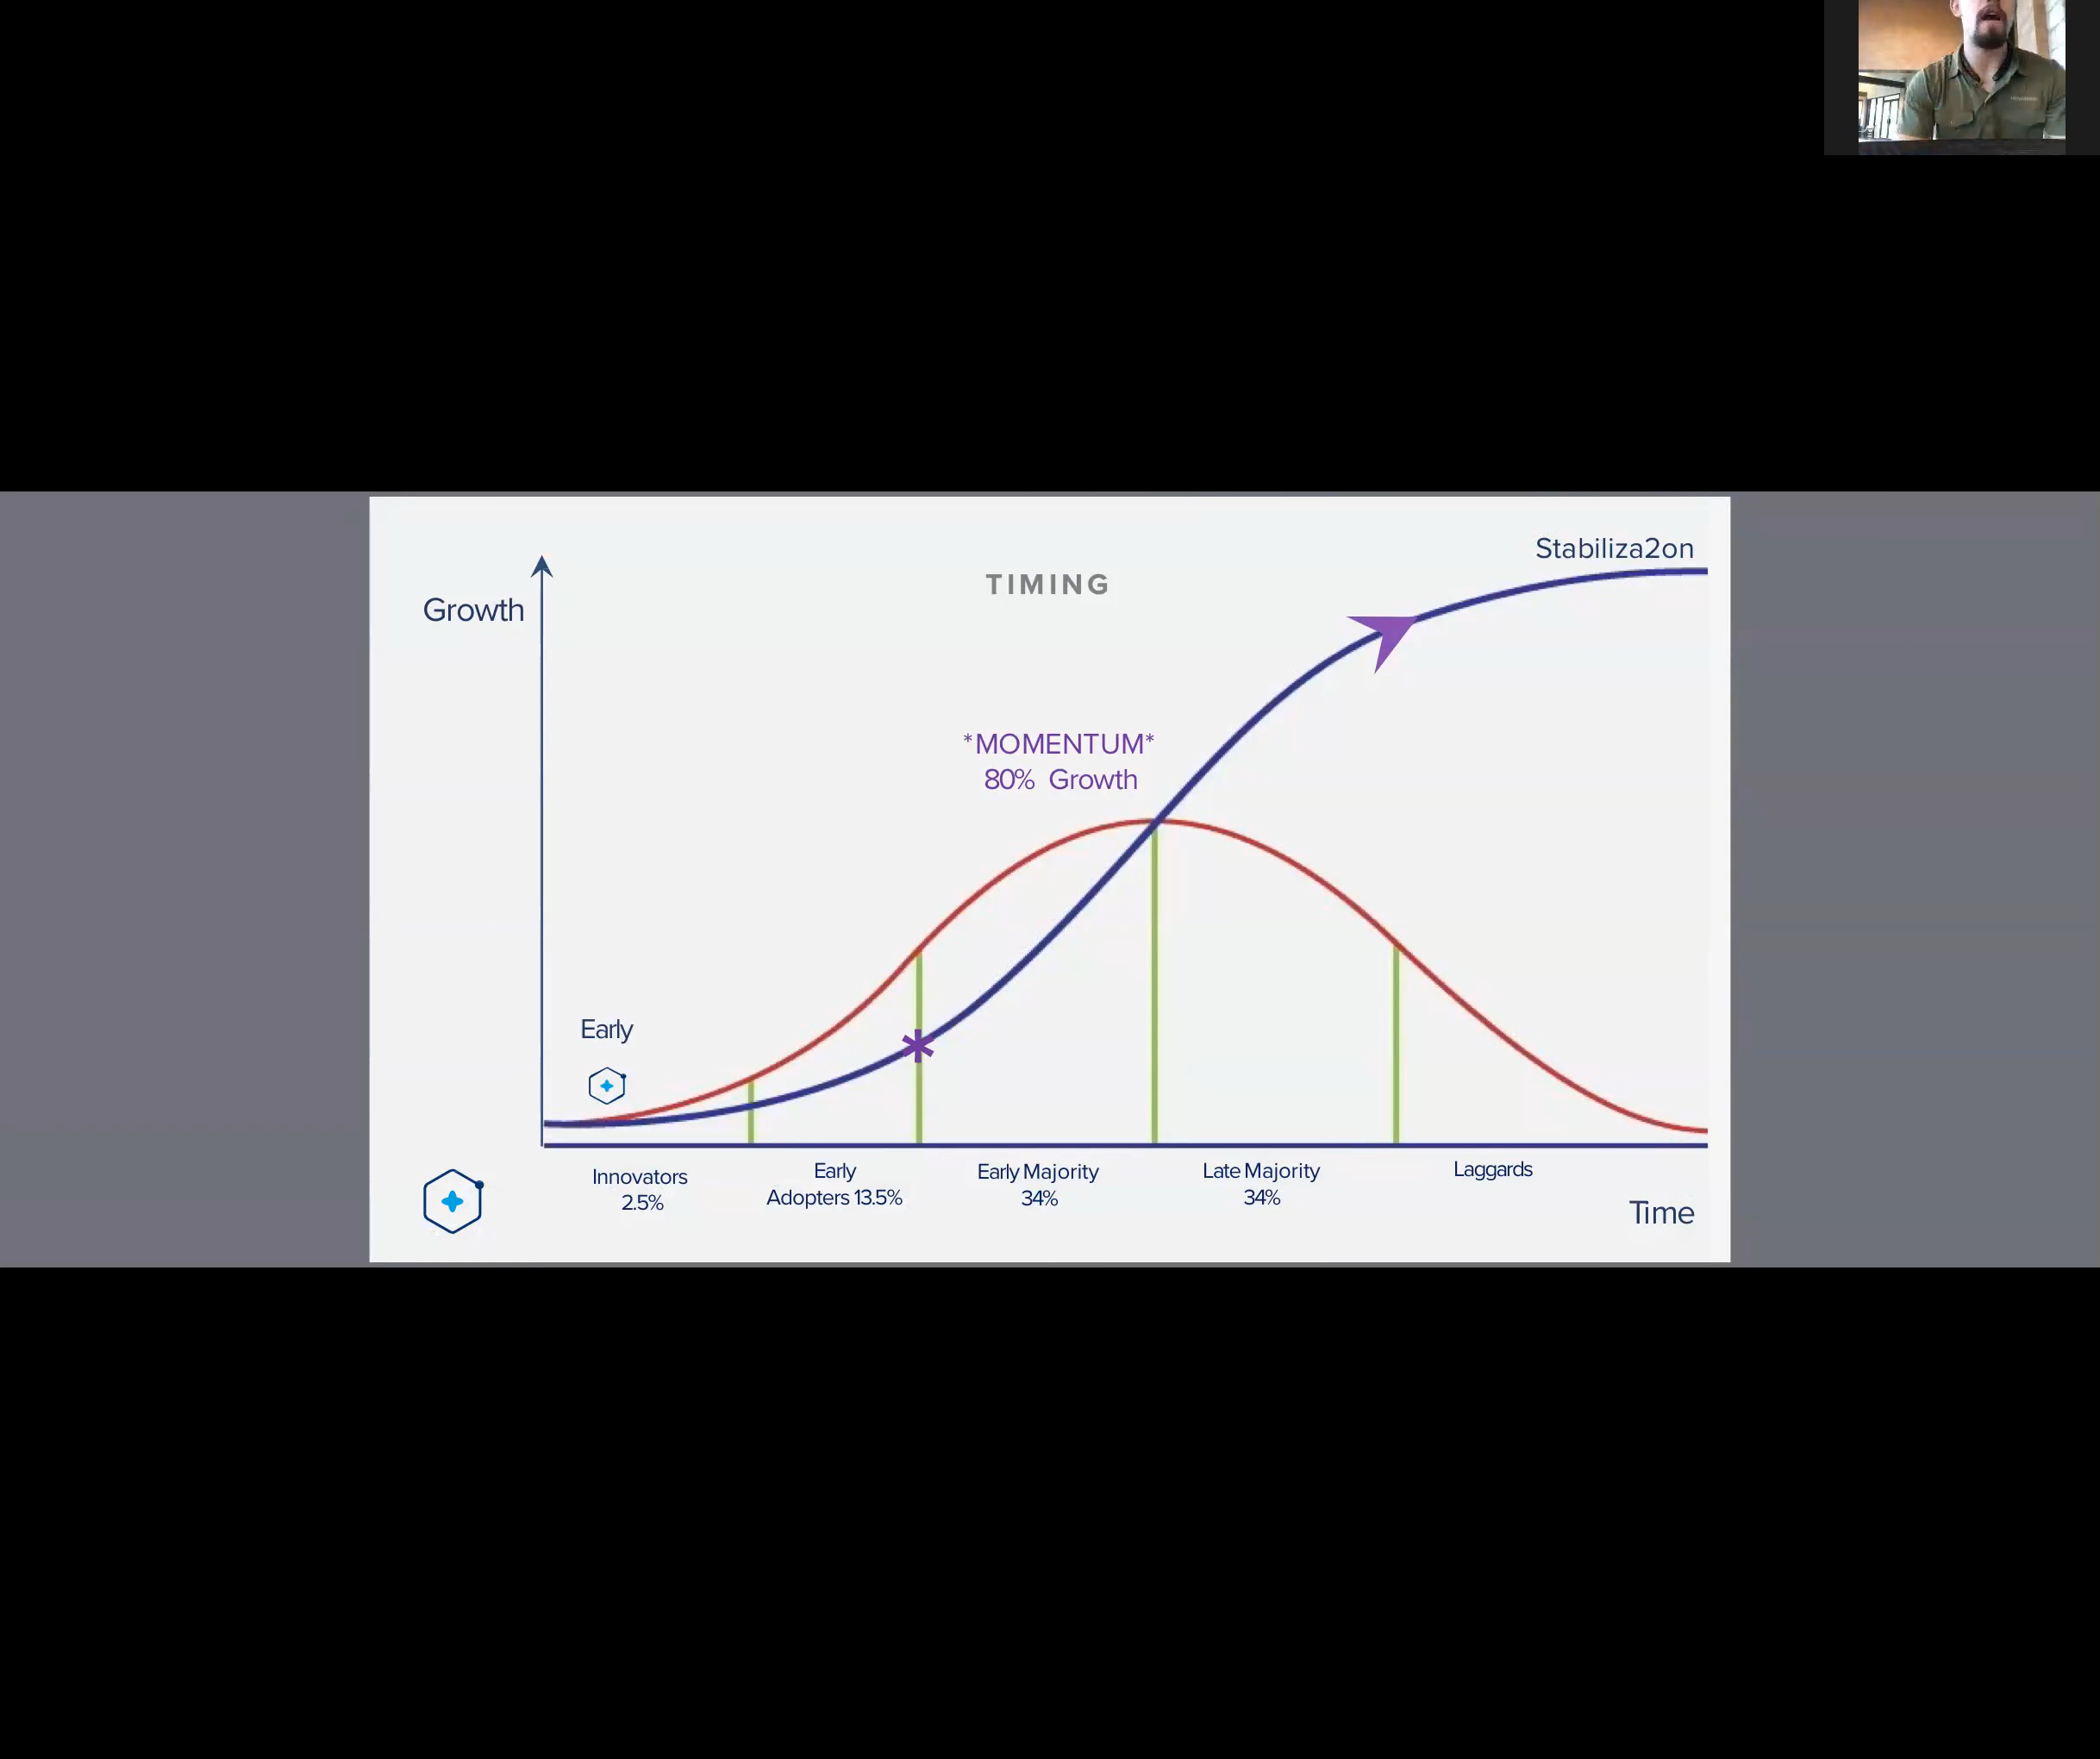 Stabiliza2on
TIMING
Growth
*MOMENTUM*
80% Growth
Early
Innovators
2.5%
Early
Adopters 13.5%
Early Majority
34%
Late Majority
34%
Laggards
Time